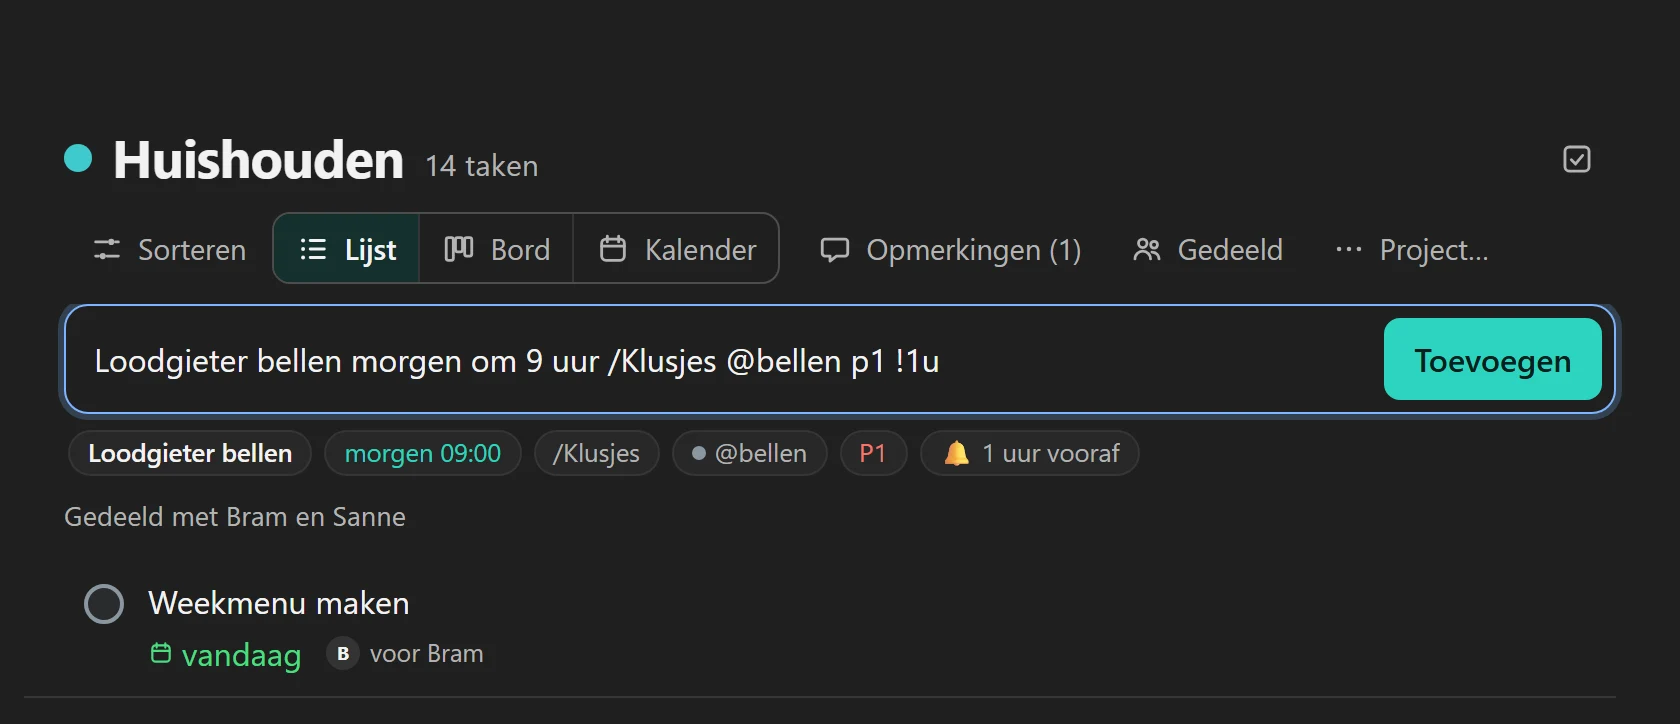 Huishouden 14 taken
Sorteren Lijst Bord Kalender Opmerkingen (1) Gedeeld ··· Project...
Loodgieter bellen morgen om 9 uur /Klusjes @bellen p1 !1u Toevoegen
Loodgieter bellen morgen 09:00 /Klusjes @bellen P1 1 uur vooraf
Gedeeld met Bram en Sanne
Weekmenu maken
vandaag B voor Bram